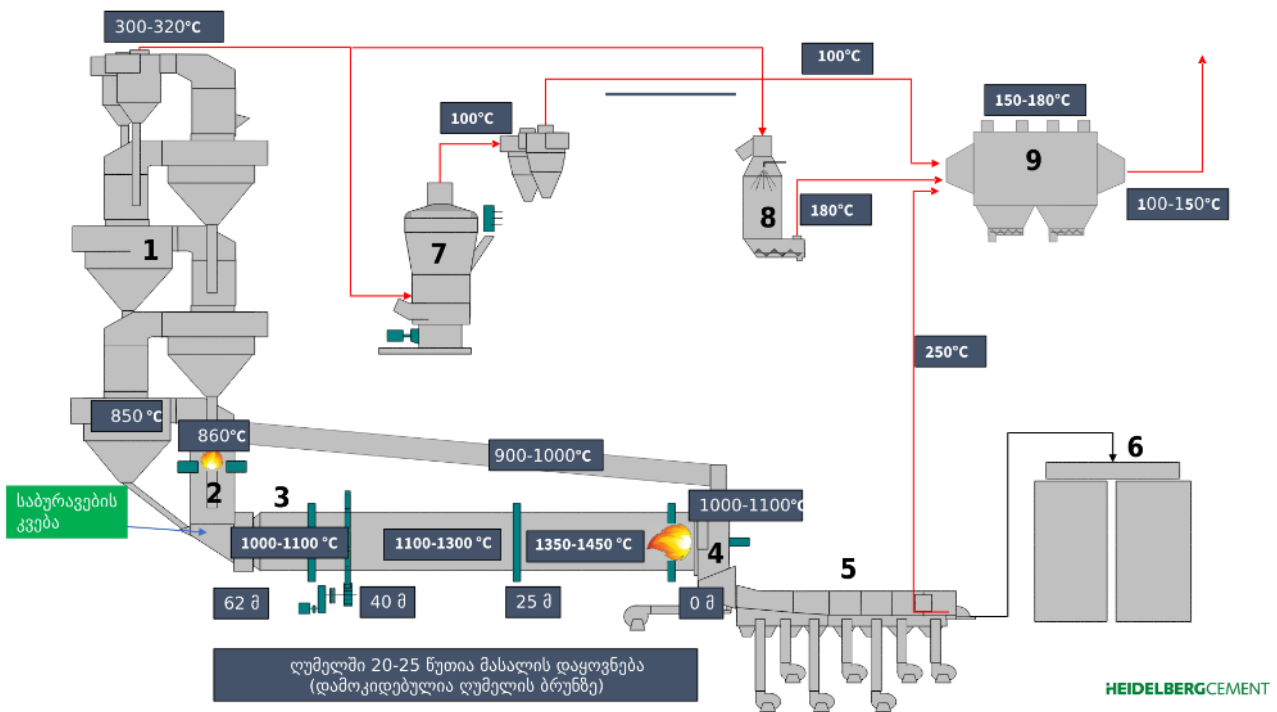 300-320°C
100°C
150-180°C
100°C
9
8
180°C
100-150°C
7
1
250°C
850 °C
860°C
900-1000°C
6
2
3
საბურავების
კვება
1000-1100°C
1000-1100 °C
1100-1300 °C
1350-1450 °C
4
5
62 მ
40 მ
25 მ
0 მ
ღუმელში 20-25 წუთია მასალის დაყოვნება
(დამოკიდებულია ღუმელის ბრუნზე)
HEIDELBERGCEMENT